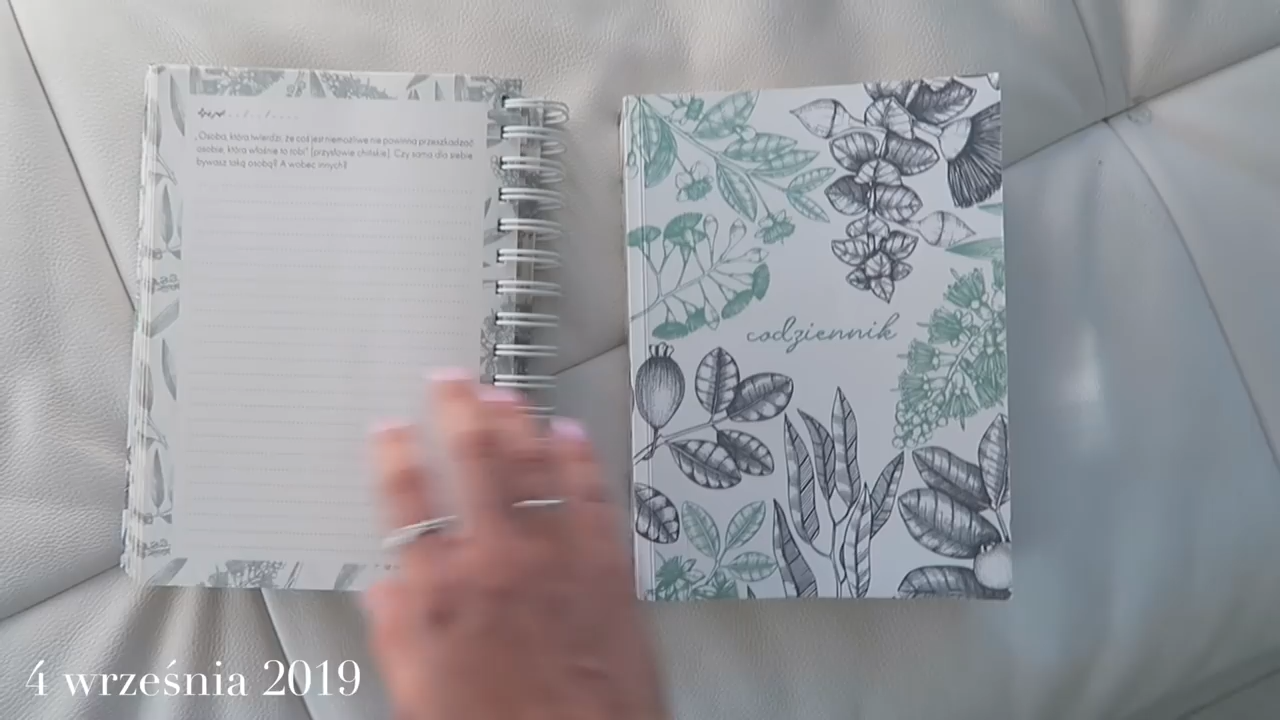 „Osoba, która twierdzi, że coś jest niemożliwe nie powinna przeszkadzać
osobie, która właśnie to robi" [przysłowie chińskie]. Czy sama dla siebie
bywasz taką osobą? A wobec innych?
codziennik
4 września 2019